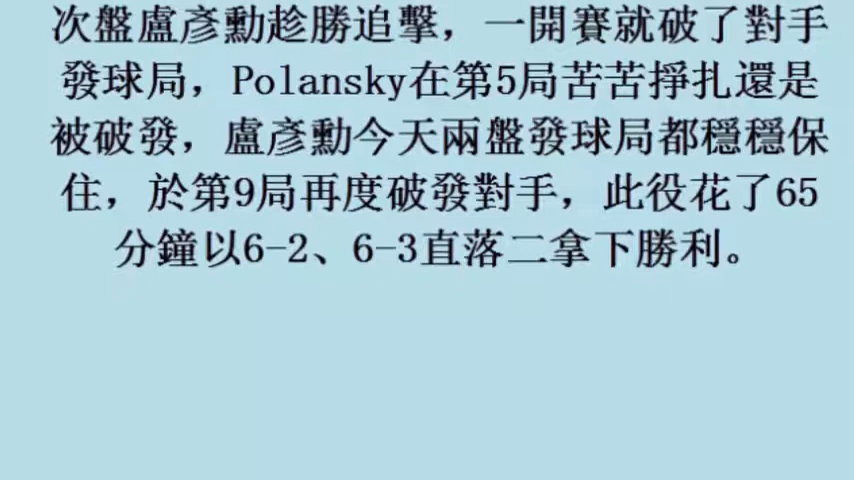 次盤盧彥勳趁勝追擊，一開賽就破了對手
發球局，Polansky在第5局苦苦掙扎還是
被破發，盧彥勳今天兩盤發球局都穩穩保
住，於第9局再度破發對手，此役花了65
分鐘以6-2、6-3直落二拿下勝利。